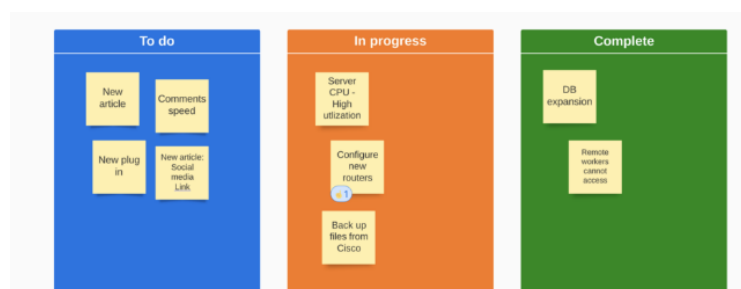 To do
New
article
Comments
speed
New plug
in
New article:
Social
media
Link
In progress
Server
CPU -
High
utlization
Configure
new
routers
1
Back up
files from
Cisco
Complete
DB
expansion
Remote
workers
cannot
access